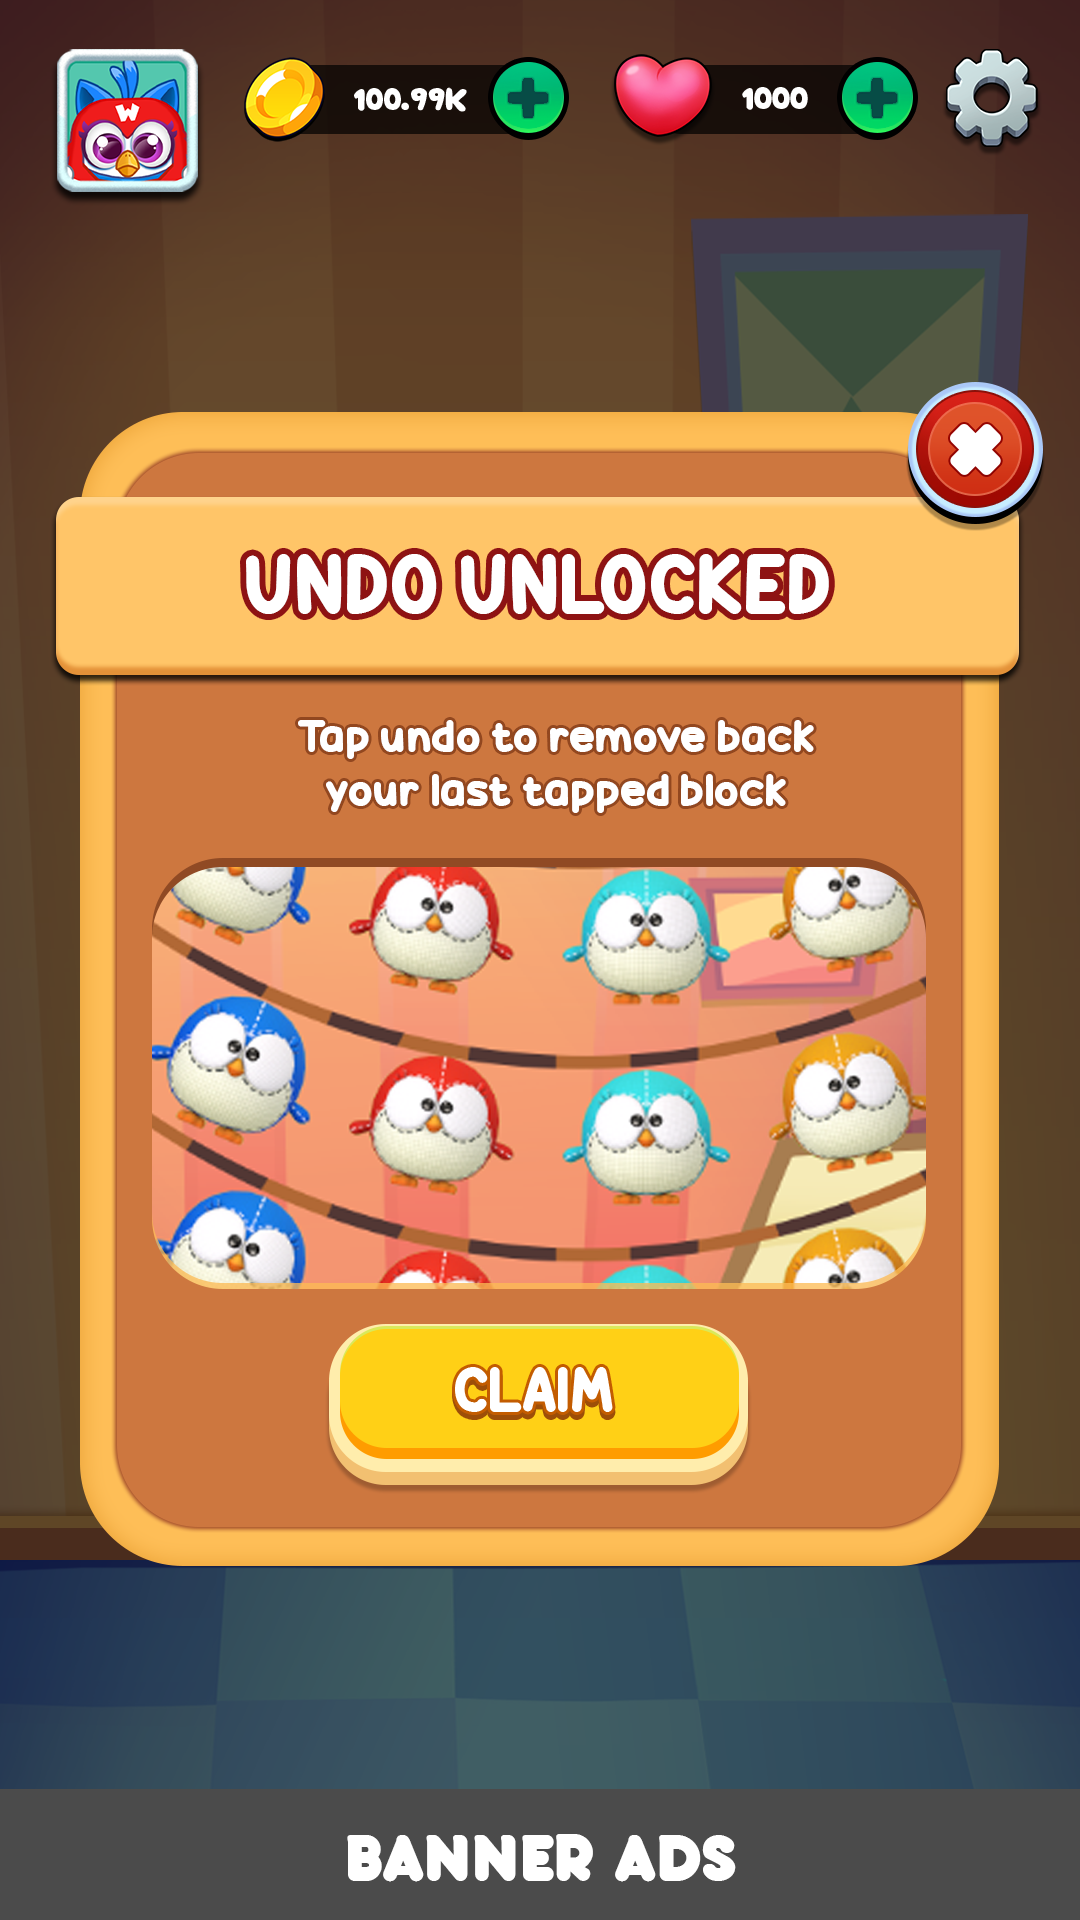 W
100.99K
1000
UNDO UNLOCKED
Tap undo to remove back
your last tapped block
CLAIM
BANNER ADS